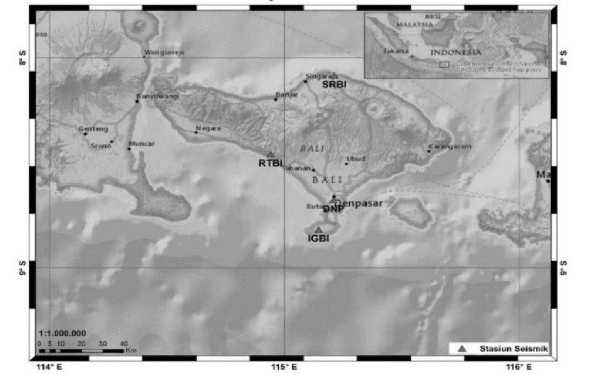 MALAYSIA
Jakarta
INDONESIA
8° S
8° S
Wongsorejo
Singaraja
SRBI
Banjar
Banyuwangi
Negara
Genteng
Srono
Muncar
BALI
Karangasem
Ubud
RTBI
Tabanan
BALI
Denpasar
Kuta
DNP
IGBI
Ma
9° S
9° S
1:1.000.000
0 5 10 20 30 40
Km
Stasiun Seismik
114° E
115° E
116° E